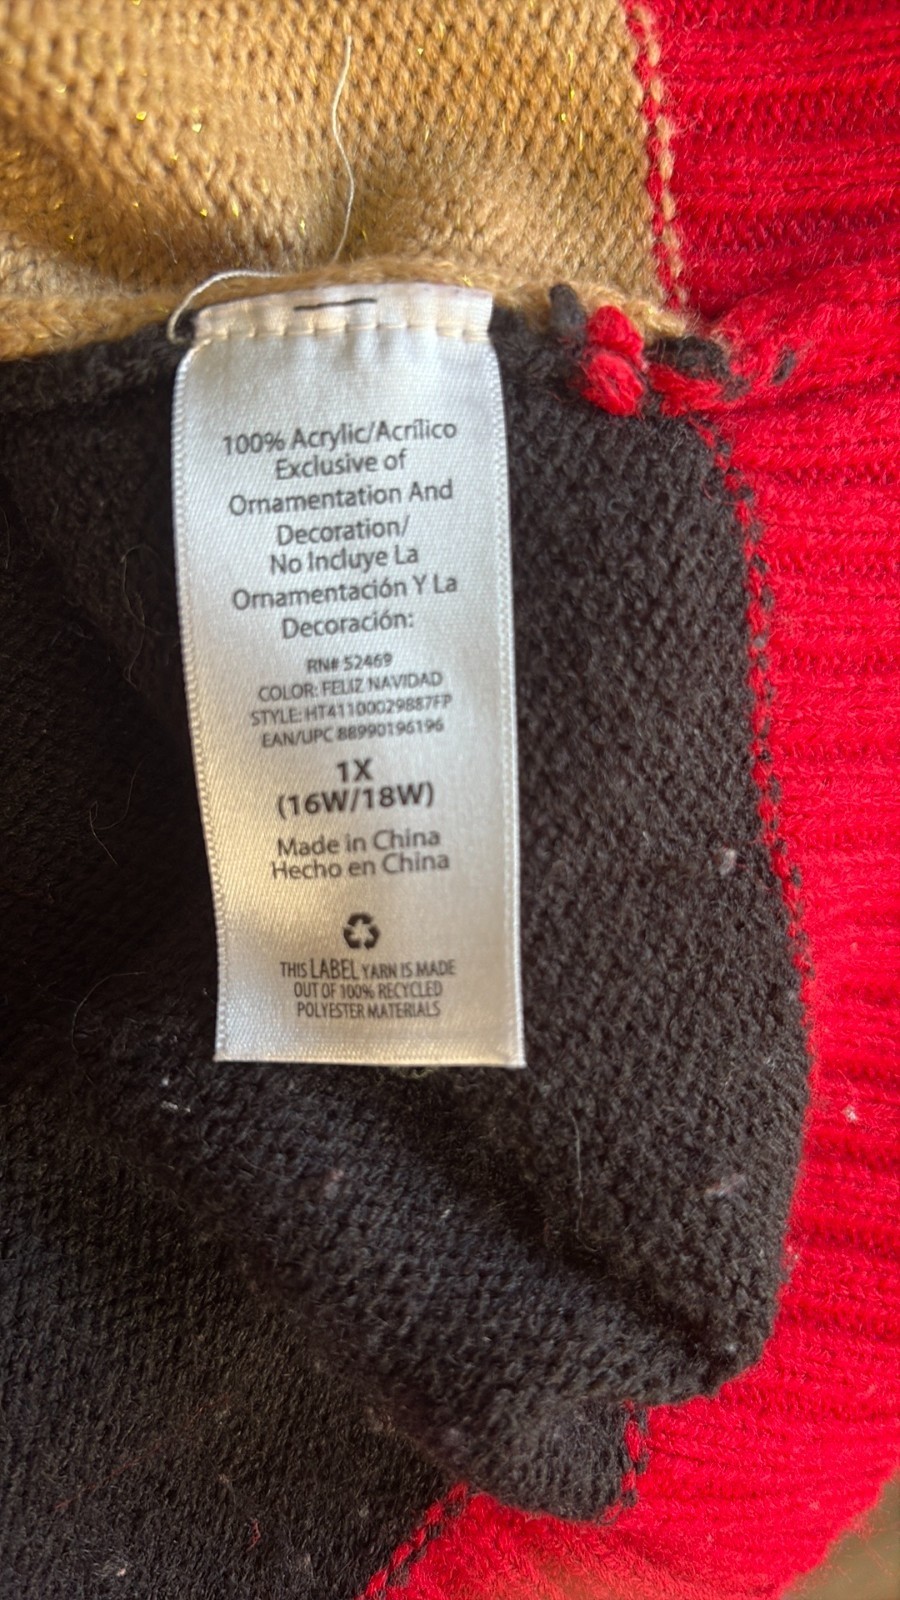 100% Acrylic/Acrílico
Exclusive of
Ornamentation And
Decoration/
No Incluye La
Ornamentación Y La
Decoración:
RN# 52469
COLOR: FELIZ NAVIDAD
STYLE: HT41100029887FP
EAN/UPC 88990196196
1X
(16W/18W)
Made in China
Hecho en China
THIS LABEL YARN IS MADE
OUT OF 100% RECYCLED
POLYESTER MATERIALS